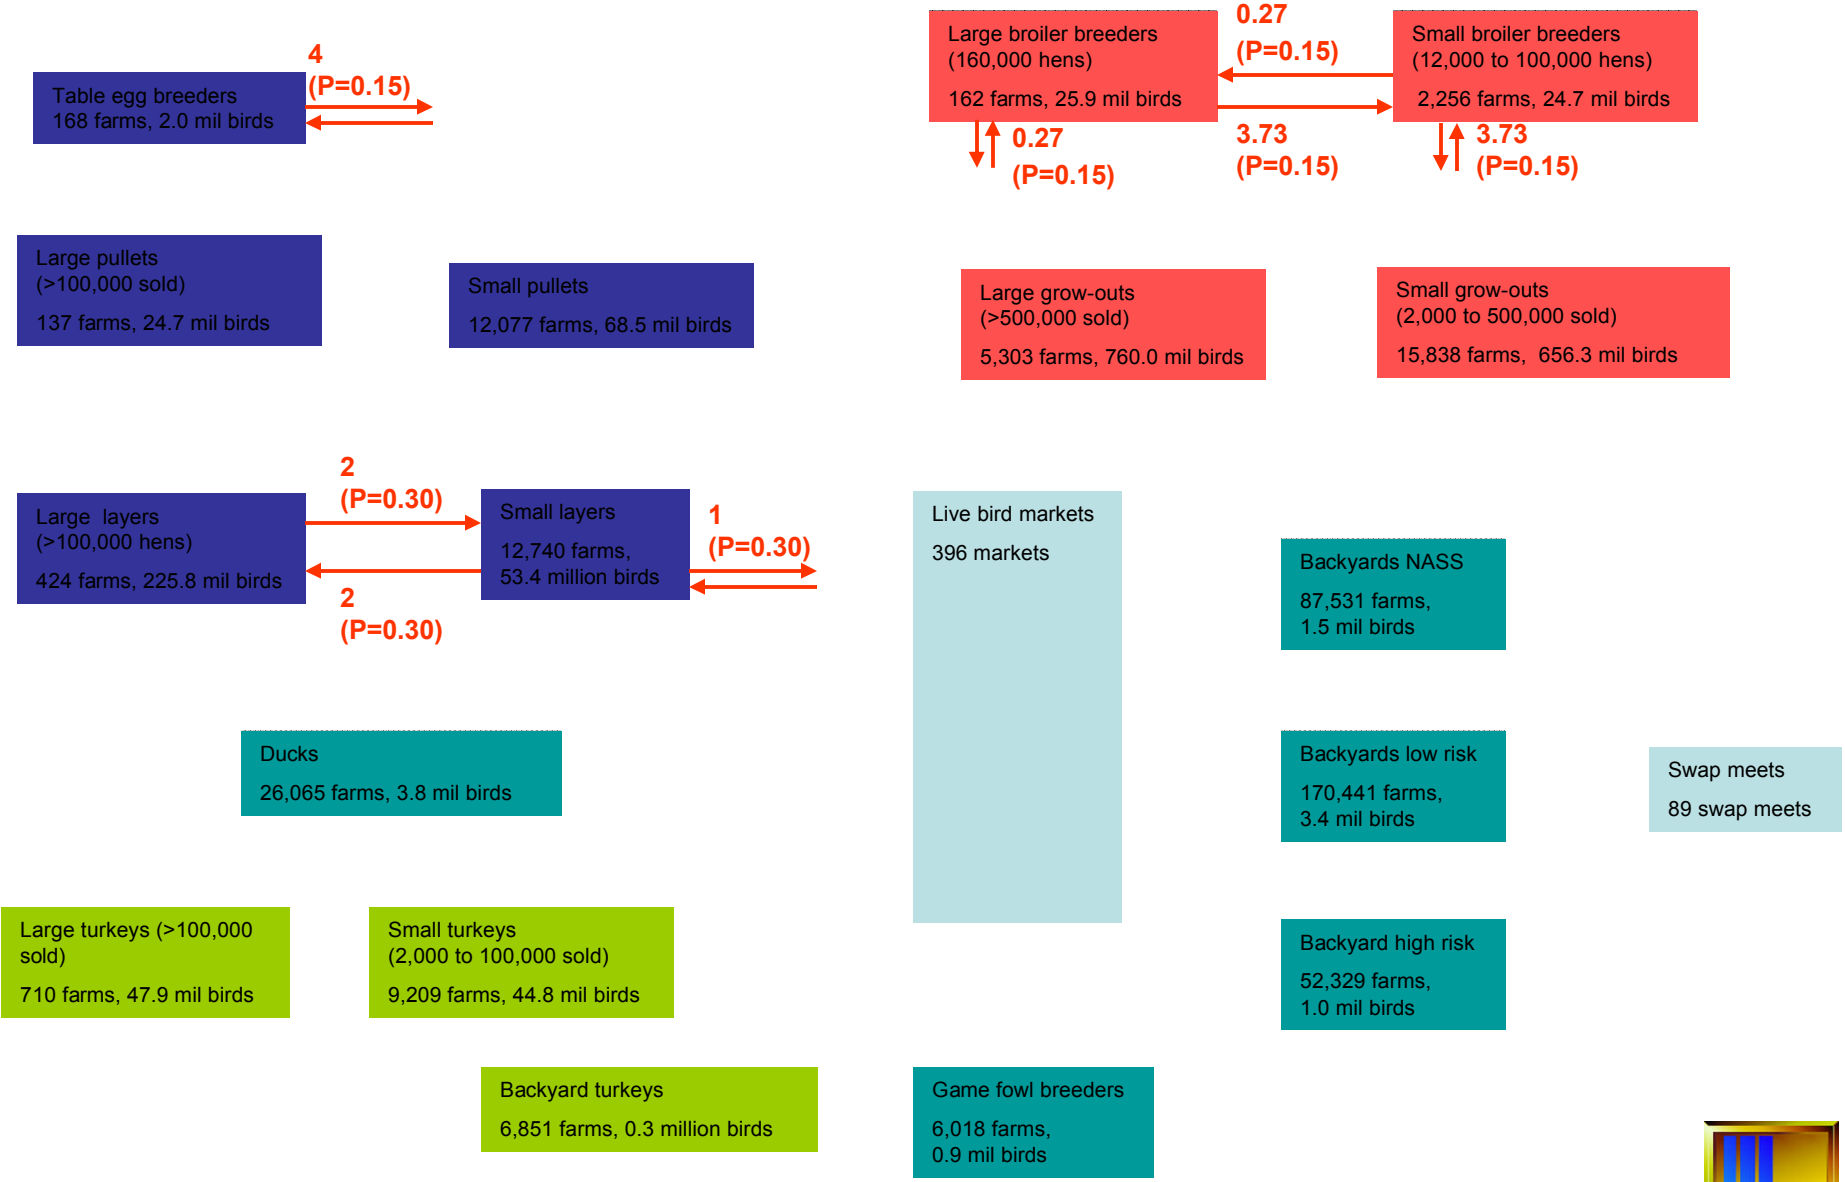 4
(P=0.15)
Table egg breeders
168 farms, 2.0 mil birds
Large broiler breeders
(160,000 hens)
162 farms, 25.9 mil birds
0.27
(P=0.15)
Small broiler breeders
(12,000 to 100,000 hens)
2,256 farms, 24.7 mil birds
0.27
(P=0.15)
3.73
(P=0.15)
3.73
(P=0.15)
Large pullets
(>100,000 sold)
137 farms, 24.7 mil birds
Small pullets
12,077 farms, 68.5 mil birds
Large grow-outs
(>500,000 sold)
5,303 farms, 760.0 mil birds
Small grow-outs
(2,000 to 500,000 sold)
15,838 farms, 656.3 mil birds
2
(P=0.30)
Large layers
(>100,000 hens)
424 farms, 225.8 mil birds
Small layers
12,740 farms,
53.4 million birds
1
(P=0.30)
2
(P=0.30)
Live bird markets
396 markets
Backyards NASS
87,531 farms,
1.5 mil birds
Ducks
26,065 farms, 3.8 mil birds
Backyards low risk
170,441 farms,
3.4 mil birds
Swap meets
89 swap meets
Large turkeys (>100,000
sold)
710 farms, 47.9 mil birds
Small turkeys
(2,000 to 100,000 sold)
9,209 farms, 44.8 mil birds
Backyard high risk
52,329 farms,
1.0 mil birds
Backyard turkeys
6,851 farms, 0.3 million birds
Game fowl breeders
6,018 farms,
0.9 mil birds